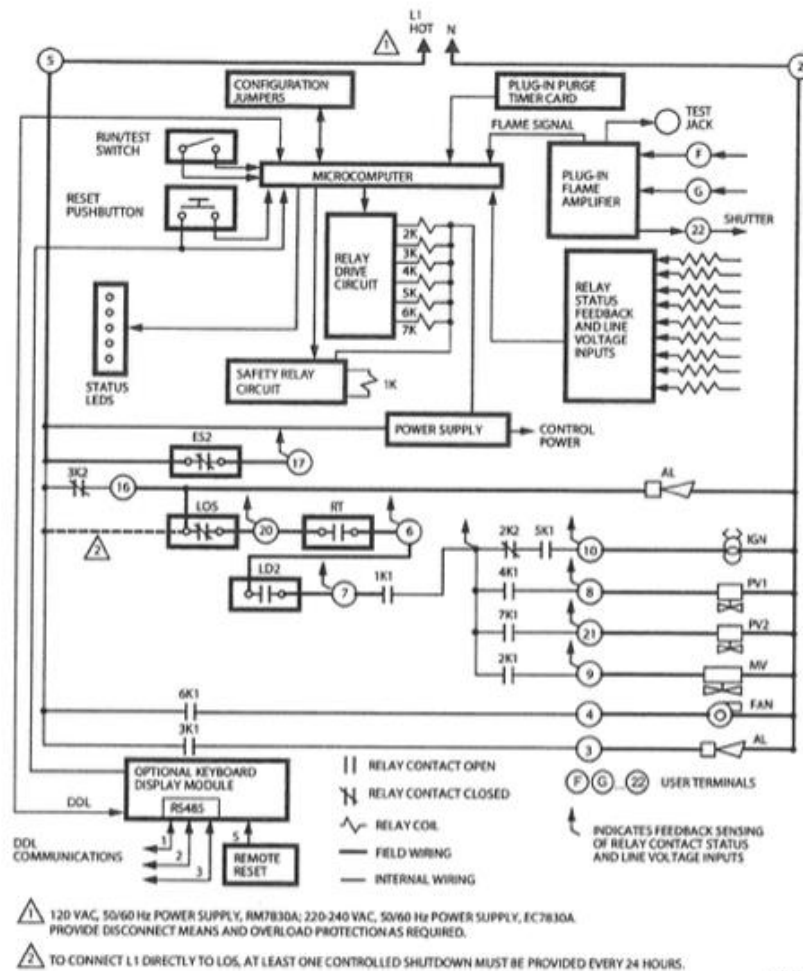 L1
HOT
N
1
5
2
CONFIGURATION
JUMPERS
PLUG-IN PURGE
TIMER CARD
TEST
JACK
RUN/TEST
SWITCH
FLAME SIGNAL
MICROCOMPUTER
F
RESET
PUSHBUTTON
PLUG-IN
FLAME
AMPLIFIER
G
SHUTTER
22
2K
3K
4K
5K
6K
7K
RELAY
DRIVE
CIRCUIT
RELAY
STATUS
FEEDBACK
AND LINE
VOLTAGE
INPUTS
STATUS
LEDS
SAFETY RELAY
CIRCUIT
1K
POWER SUPPLY
CONTROL
POWER
ES2
17
3K2
16
AL
LOS
20
RT
6
2
2K2
5K1
10
IGN
LD2
7
1K1
4K1
8
PV1
7K1
21
PV2
2K1
9
MV
6K1
4
FAN
3K1
3
AL
OPTIONAL KEYBOARD
DISPLAY MODULE
RS485
DDL
DDL
COMMUNICATIONS
1
2
3
5
REMOTE
RESET
RELAY CONTACT OPEN
RELAY CONTACT CLOSED
RELAY COIL
FIELD WIRING
INTERNAL WIRING
F G ... 22 USER TERMINALS
INDICATES FEEDBACK SENSING
OF RELAY CONTACT STATUS
AND LINE VOLTAGE INPUTS
1 120 VAC, 50/60 Hz POWER SUPPLY, RM7830A; 220-240 VAC, 50/60 Hz POWER SUPPLY, EC7830A.
PROVIDE DISCONNECT MEANS AND OVERLOAD PROTECTION AS REQUIRED.
2 TO CONNECT L1 DIRECTLY TO LOS, AT LEAST ONE CONTROLLED SHUTDOWN MUST BE PROVIDED EVERY 24 HOURS.